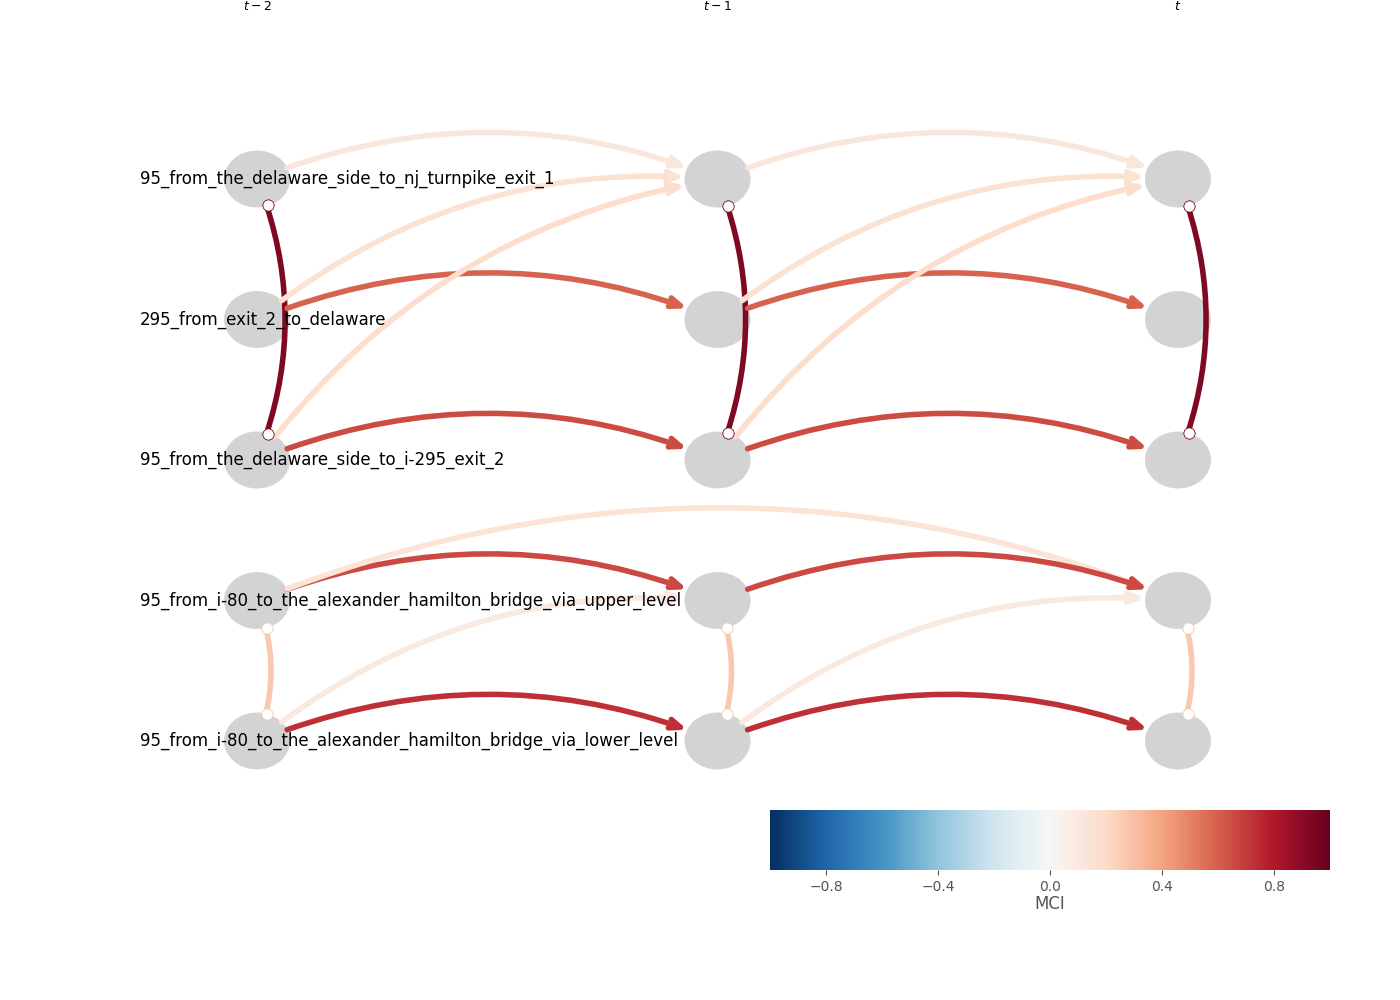 t − 2 t − 1 t
95_from_the_delaware_side_to_nj_turnpike_exit_1
295_from_exit_2_to_delaware
95_from_the_delaware_side_to_i-295_exit_2
95_from_i-80_to_the_alexander_hamilton_bridge_via_upper_level
95_from_i-80_to_the_alexander_hamilton_bridge_via_lower_level
−0.8 −0.4 0.0 0.4 0.8
MCI